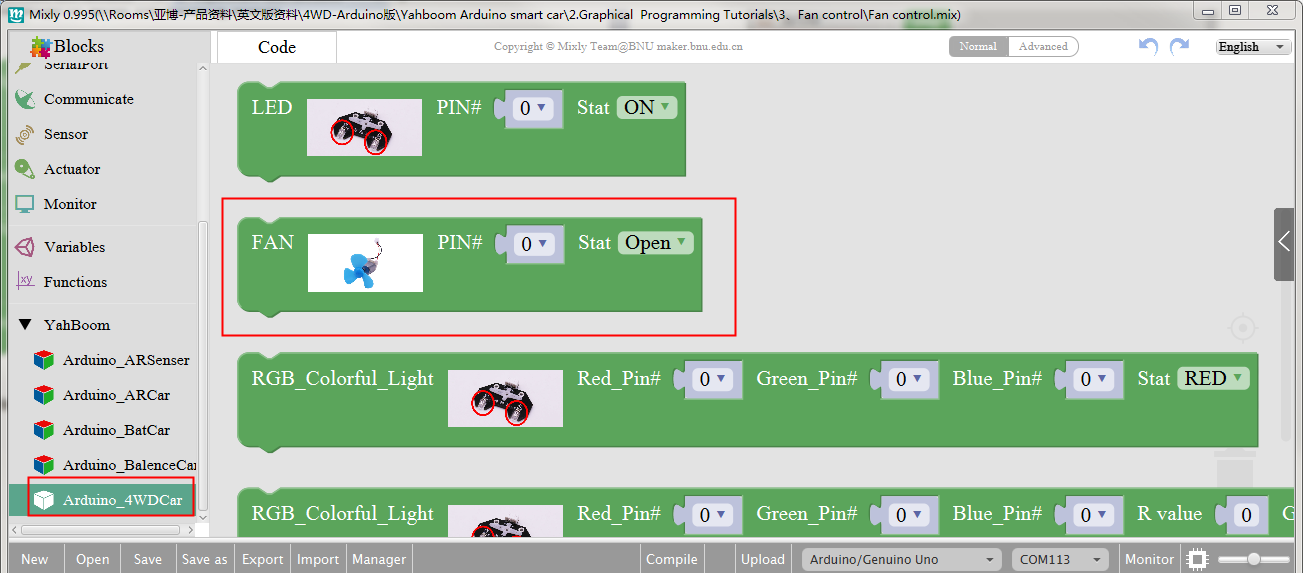 Mixly 0.995(\\Rooms\亚博-产品资料\英文版资料\4WD-Arduino版\Yahboom Arduino smart car\2.Graphical  Programming Tutorials\3、Fan control\Fan control.mix)
Blocks
Code
Copyright © Mixly Team@BNU maker.bnu.edu.cn
Normal Advanced
English
SerialPort
Communicate
Sensor
Actuator
Monitor
Variables
Functions
YahBoom
Arduino_ARSenser
Arduino_ARCar
Arduino_BatCar
Arduino_BalenceCar
Arduino_4WDCar
LED PIN# 0 Stat ON
FAN PIN# 0 Stat Open
RGB_Colorful_Light Red_Pin# 0 Green_Pin# 0 Blue_Pin# 0 Stat RED
RGB_Colorful_Light Red_Pin# 0 Green_Pin# 0 Blue_Pin# 0 R value 0 G
New Open Save Save as Export Import Manager Compile Upload Arduino/Genuino Uno COM113 Monitor